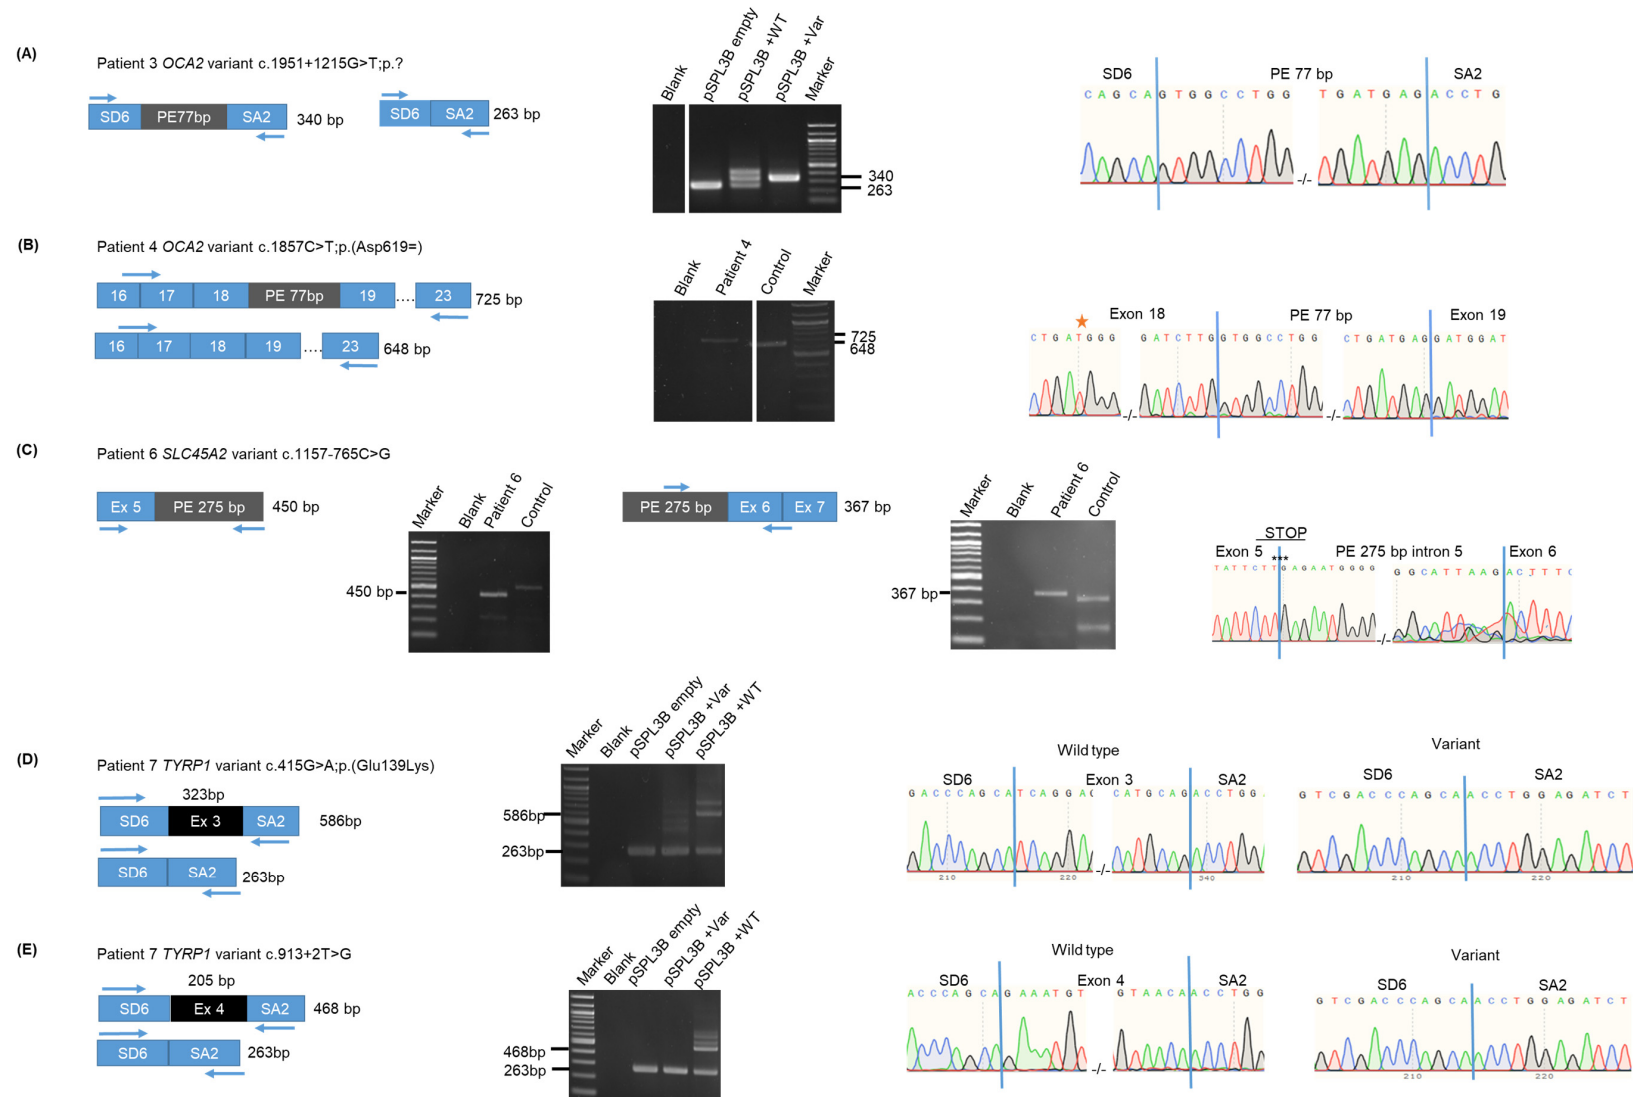 (A)
Patient 3 OCA2 variant c.1951+1215G>T;p.?
SD6 PE77bp SA2 340 bp
SD6 SA2 263 bp
Blank
pSPL3B empty
pSPL3B +WT
pSPL3B +Var
Marker
340
263
SD6 PE 77 bp SA2
C A G C A G T G G C C T G G T G A T G A G A C C T G
-/-
(B)
Patient 4 OCA2 variant c.1857C>T;p.(Asp619=)
16 17 18 PE 77bp 19 .... 23 725 bp
16 17 18 19 .... 23 648 bp
Blank
Patient 4
Control
Marker
725
648
Exon 18 PE 77 bp Exon 19
C T G A T G G G G A T C T T G G T G G C C T G G C T G A T G A G G A T G G A T
-/- -/-
(C)
Patient 6 SLC45A2 variant c.1157-765C>G
Ex 5 PE 275 bp 450 bp
Marker
Blank
Patient 6
Control
450 bp
PE 275 bp Ex 6 Ex 7 367 bp
Marker
Blank
Patient 6
Control
367 bp
STOP
Exon 5 *** PE 275 bp intron 5 Exon 6
T A T T C T T G A G A A T G G G G G G C A T T A A G A C T T T C
-/-
(D)
Patient 7 TYRP1 variant c.415G>A;p.(Glu139Lys)
323bp
SD6 Ex 3 SA2 586bp
SD6 SA2 263bp
Marker
Blank
pSPL3B empty
pSPL3B +Var
pSPL3B +WT
586bp
263bp
Wild type
SD6 Exon 3 SA2
G A C C C A G C A T C A G G A C C A T G C A G A C C T G G
210 220 -/- 340
Variant
SD6 SA2
G T C G A C C C A G C A A C C T G G A G A T C T
210 220
(E)
Patient 7 TYRP1 variant c.913+2T>G
205 bp
SD6 Ex 4 SA2 468 bp
SD6 SA2 263bp
Marker
Blank
pSPL3B empty
pSPL3B +Var
pSPL3B +WT
468bp
263bp
Wild type
SD6 Exon 4 SA2
A C C C A G C A G A A A T G T G T A A C A A C C T G G
-/-
Variant
SD6 SA2
G T C G A C C C A G C A A C C T G G A G A T C T
210 220